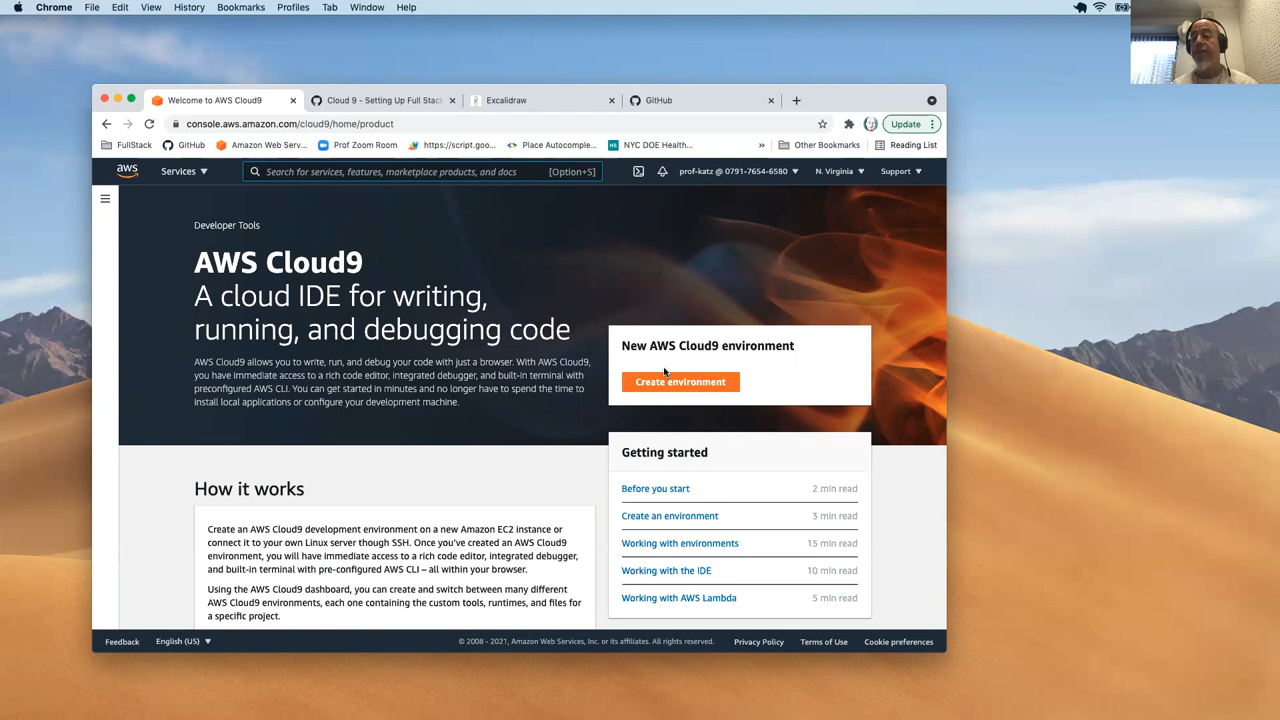 Chrome File Edit View History Bookmarks Profiles Tab Window Help
Welcome to AWS Cloud9
Cloud 9 - Setting Up Full Stac
Excalidraw
GitHub
console.aws.amazon.com/cloud9/home/product
Update
FullStack
GitHub
Amazon Web Serv...
Prof Zoom Room
https://script.goo...
Place Autocomple...
NYC DOE Health...
Other Bookmarks
Reading List
aws
Services
Search for services, features, marketplace products, and docs
[Option+S]
prof-katz @ 0791-7654-6580
N. Virginia
Support
Developer Tools
AWS Cloud9
A cloud IDE for writing,
running, and debugging code
AWS Cloud9 allows you to write, run, and debug your code with just a browser. With AWS Cloud9,
you have immediate access to a rich code editor, integrated debugger, and built-in terminal with
preconfigured AWS CLI. You can get started in minutes and no longer have to spend the time to
install local applications or configure your development machine.
New AWS Cloud9 environment
Create environment
Getting started
Before you start 2 min read
Create an environment 3 min read
Working with environments 15 min read
Working with the IDE 10 min read
Working with AWS Lambda 5 min read
How it works
Create an AWS Cloud9 development environment on a new Amazon EC2 instance or
connect it to your own Linux server though SSH. Once you've created an AWS Cloud9
environment, you will have immediate access to a rich code editor, integrated debugger,
and built-in terminal with pre-configured AWS CLI – all within your browser.
Using the AWS Cloud9 dashboard, you can create and switch between many different
AWS Cloud9 environments, each one containing the custom tools, runtimes, and files for
a specific project.
Feedback
English (US)
© 2008 - 2021, Amazon Web Services, Inc. or its affiliates. All rights reserved.
Privacy Policy
Terms of Use
Cookie preferences